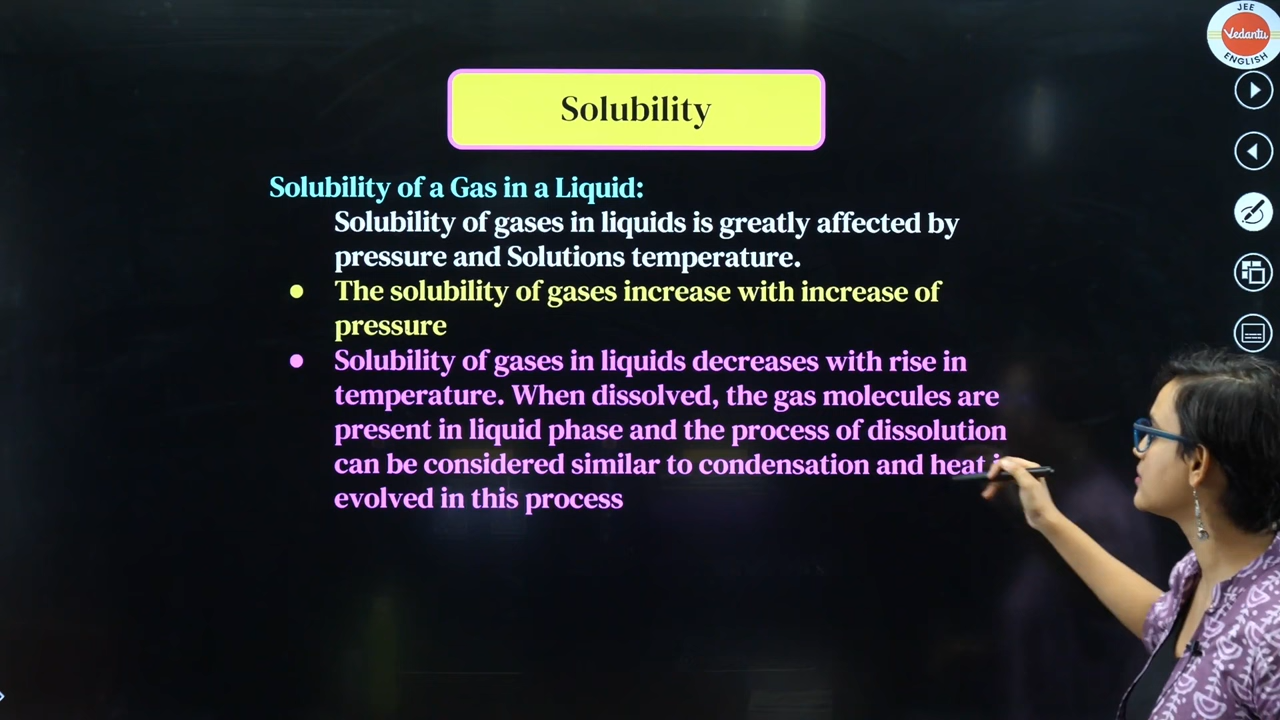 JEE
Vedantu
ENGLISH
Solubility
Solubility of a Gas in a Liquid:
Solubility of gases in liquids is greatly affected by
pressure and Solutions temperature.
● The solubility of gases increase with increase of
pressure
● Solubility of gases in liquids decreases with rise in
temperature. When dissolved, the gas molecules are
present in liquid phase and the process of dissolution
can be considered similar to condensation and heat
evolved in this process